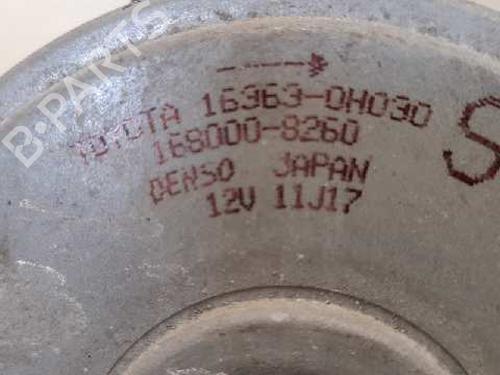 TOYOTA 16363-0H030
168000-8260
DENSO JAPAN
12V 11J17
S
B-PARTS